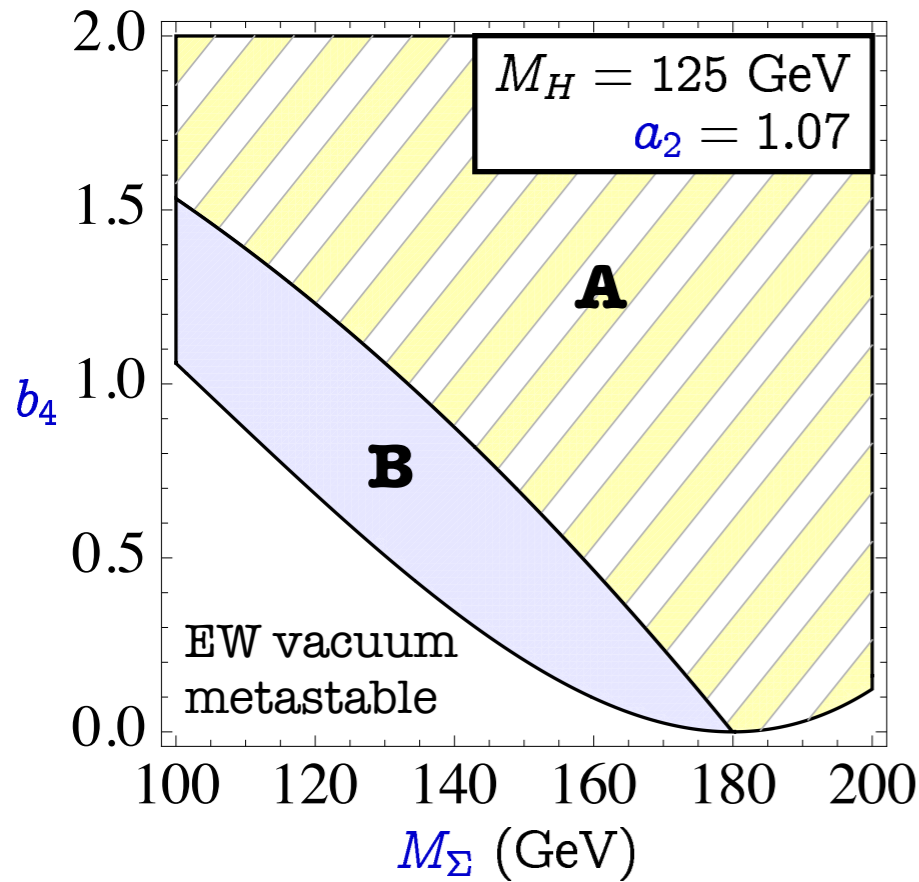 2.0
M_H = 125 GeV
a_2 = 1.07
1.5
A
1.0
b_4
B
0.5
EW vacuum
metastable
0.0
100 120 140 160 180 200
M_Σ (GeV)